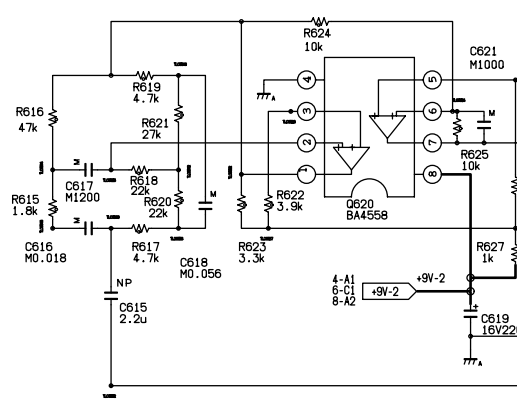 R624
10k
C621
M1000
R619
4.7k
4
5
A
R616
47k
3
6
M
R621
27k
2
7
R625
10k
M
R618
22k
C617
M1200
1
8
R615
1.8k
R620
22k
M
R622
3.9k
Q620
BA4558
M
C616
M0.018
R617
4.7k
C618
M0.056
R623
3.3k
R627
1k
NP
C615
2.2u
4-A1
6-C1
8-A2
+9V-2
+9V-2
+
C619
16V22
A